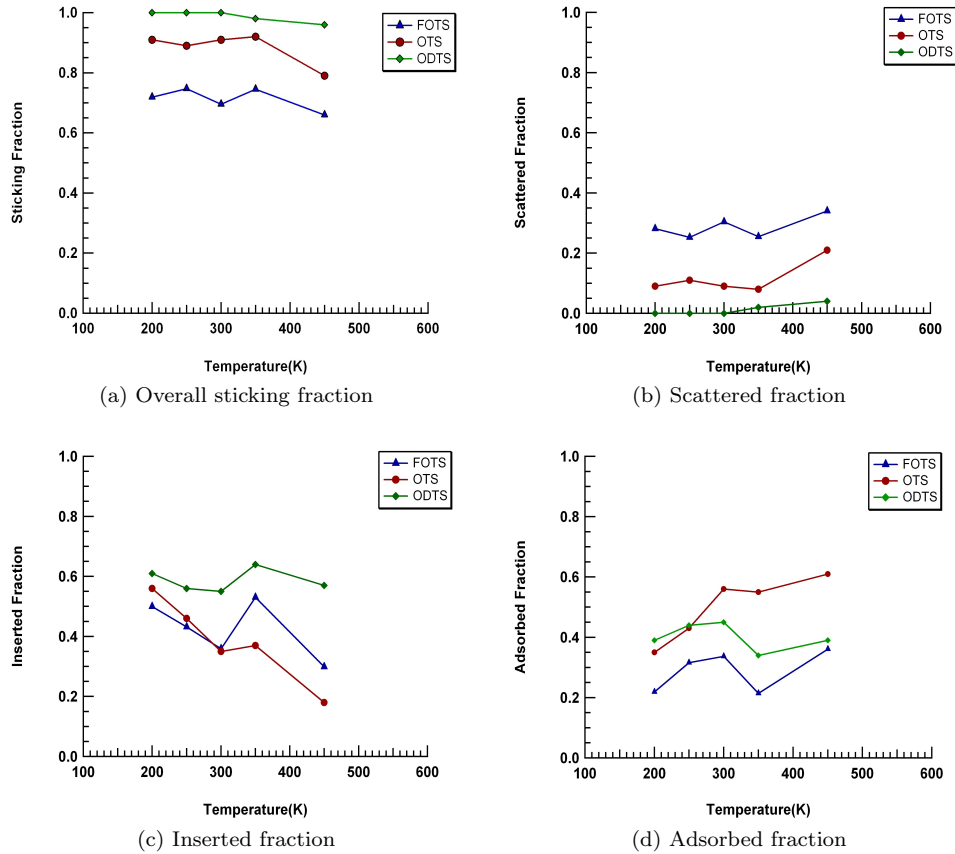 1.0
0.8
0.6
0.4
0.2
0.0
Sticking Fraction
100 200 300 400 500 600
Temperature(K)
FOTS
OTS
ODTS
(a) Overall sticking fraction
1.0
0.8
0.6
0.4
0.2
0.0
Scattered Fraction
100 200 300 400 500 600
Temperature(K)
FOTS
OTS
ODTS
(b) Scattered fraction
1.0
0.8
0.6
0.4
0.2
0.0
Inserted Fraction
100 200 300 400 500 600
Temperature(K)
FOTS
OTS
ODTS
(c) Inserted fraction
1.0
0.8
0.6
0.4
0.2
0.0
Adsorbed Fraction
100 200 300 400 500 600
Temperature(K)
FOTS
OTS
ODTS
(d) Adsorbed fraction